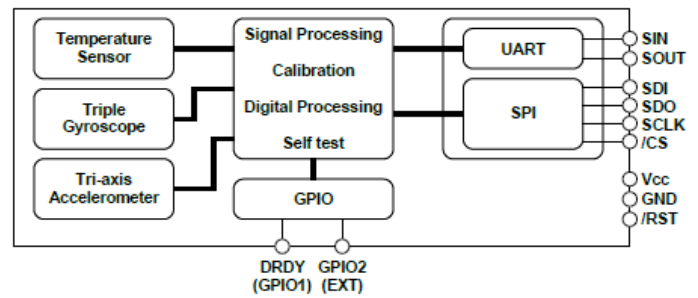 Temperature
Sensor
Triple
Gyroscope
Tri-axis
Accelerometer
Signal Processing
Calibration
Digital Processing
Self test
GPIO
UART
SPI
SIN
SOUT
SDI
SDO
SCLK
/CS
Vcc
GND
/RST
DRDY
(GPIO1)
GPIO2
(EXT)